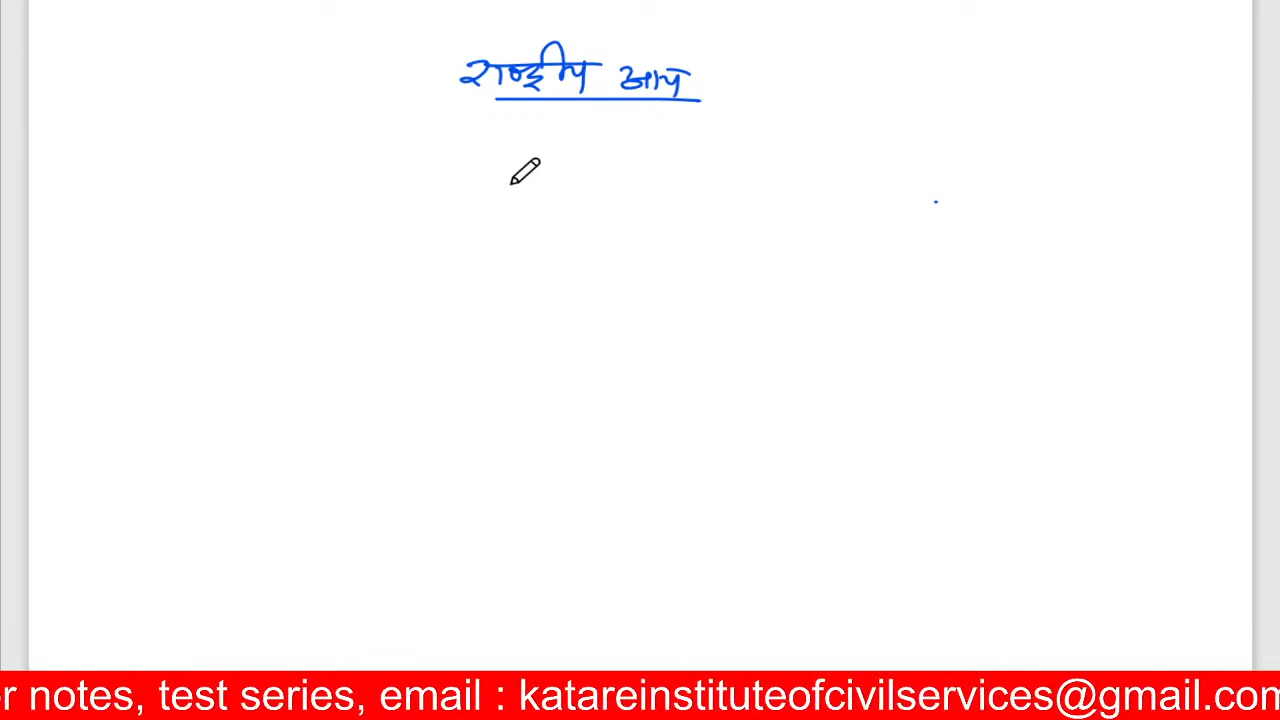 राष्ट्रीय आय
r notes, test series, email : katareinstituteofcivilservices@gmail.com